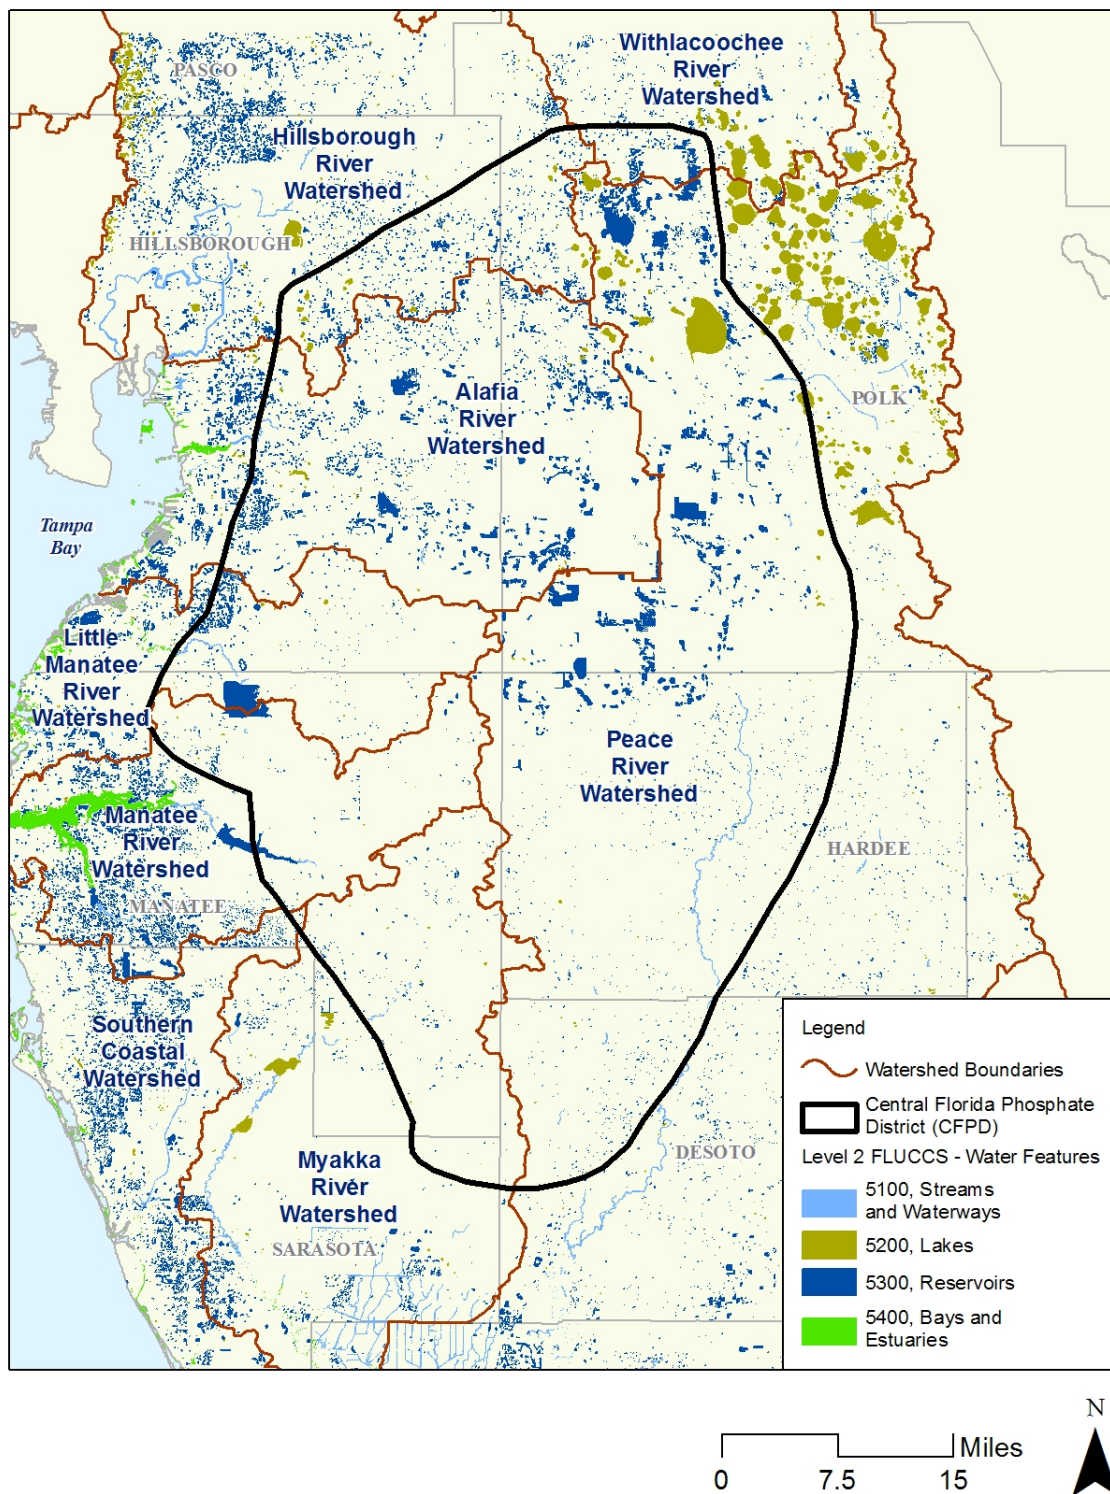 Withlacoochee
River
Watershed
PASCO
Hillsborough
River
Watershed
HILLSBOROUGH
Alafia
River
Watershed
POLK
Tampa
Bay
Little
Manatee
River
Watershed
Peace
River
Watershed
Manatee
River
Watershed
HARDEE
MANATEE
Southern
Coastal
Watershed
Myakka
River
Watershed
DESOTO
SARASOTA
Legend
Watershed Boundaries
Central Florida Phosphate
District (CFPD)
Level 2 FLUCCS - Water Features
5100, Streams
and Waterways
5200, Lakes
5300, Reservoirs
5400, Bays and
Estuaries
N
Miles
0 7.5 15